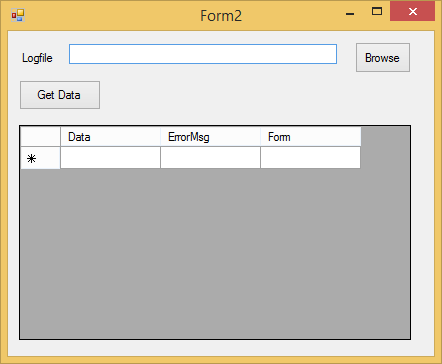 Form2
Logfile
Browse
Get Data
Data ErrorMsg Form